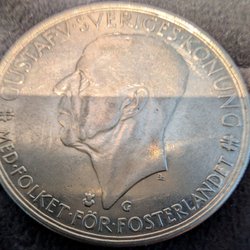 GUSTAF·V·SVERIGES·KONUNG
MED·FOLKET·FÖR·FOSTERLANDET
G